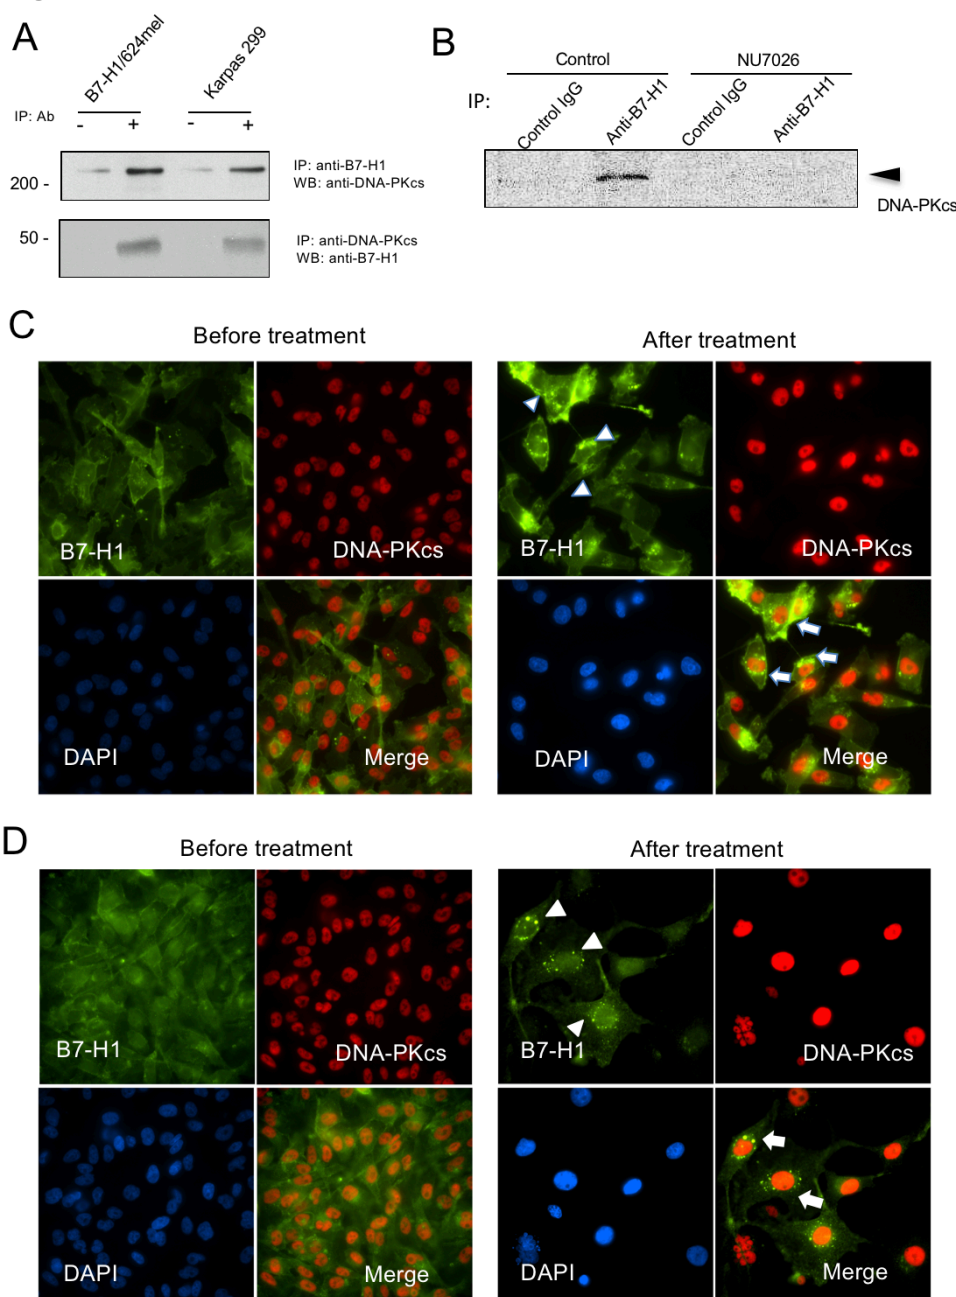 A
B7-H1/624mel
Karpas 299
IP: Ab
- + - +
200 -
IP: anti-B7-H1
WB: anti-DNA-PKcs
50 -
IP: anti-DNA-PKcs
WB: anti-B7-H1
B
Control
NU7026
IP:
Control IgG
Anti-B7-H1
Control IgG
Anti-B7-H1
DNA-PKcs
C
Before treatment
After treatment
B7-H1
DNA-PKcs
B7-H1
DNA-PKcs
DAPI
Merge
DAPI
Merge
D
Before treatment
After treatment
B7-H1
DNA-PKcs
B7-H1
DNA-PKcs
DAPI
Merge
DAPI
Merge